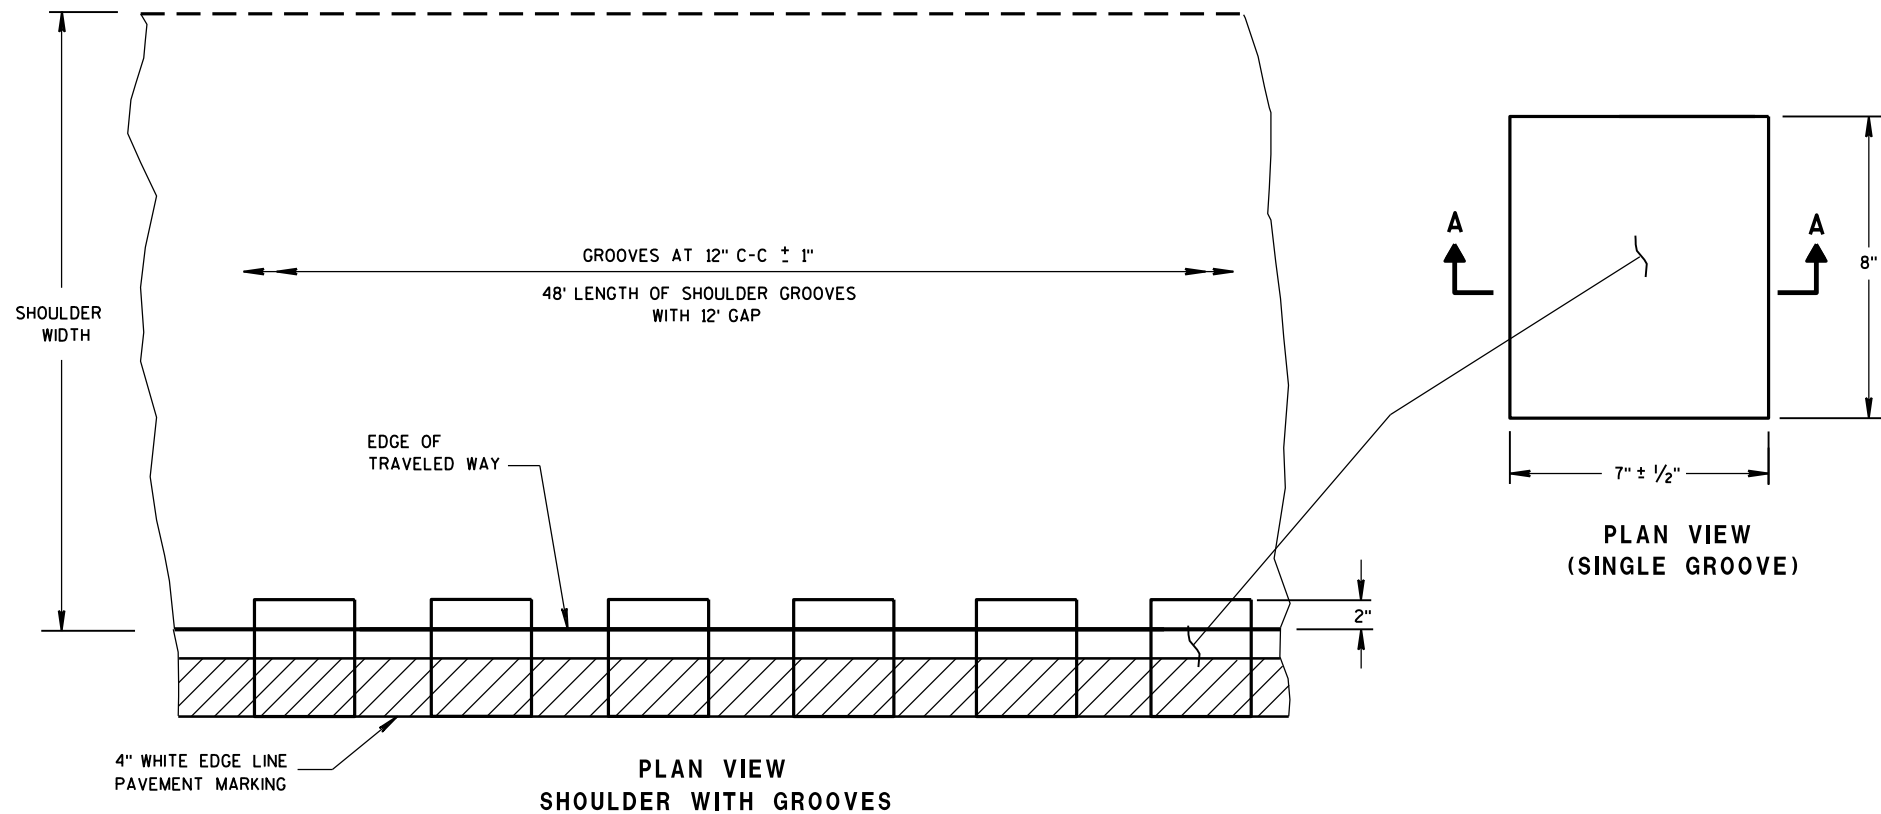 SHOULDER
WIDTH
GROOVES AT 12" C-C ± 1"
48' LENGTH OF SHOULDER GROOVES
WITH 12' GAP
EDGE OF
TRAVELED WAY
4" WHITE EDGE LINE
PAVEMENT MARKING
2"
PLAN VIEW
SHOULDER WITH GROOVES
A
A
8"
7" ± 1/2"
PLAN VIEW
(SINGLE GROOVE)